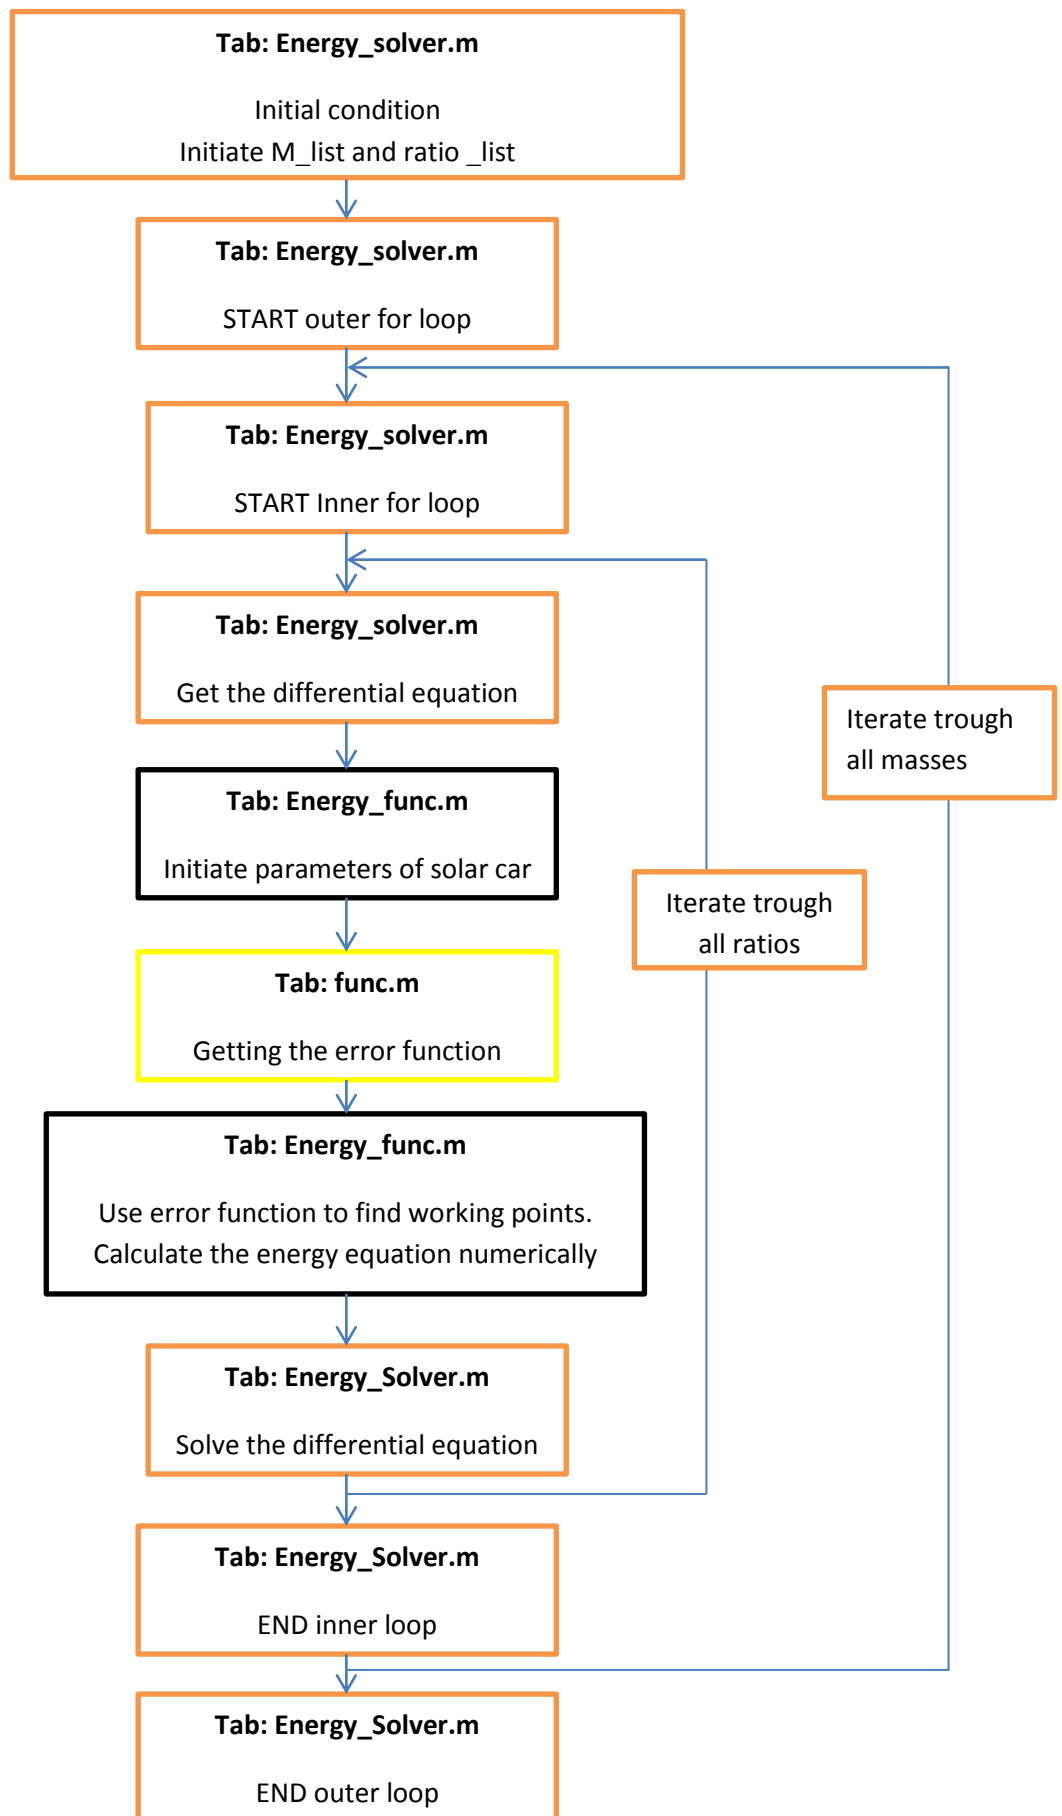 Tab: Energy_solver.m
Initial condition
Initiate M_list and ratio _list
Tab: Energy_solver.m
START outer for loop
Tab: Energy_solver.m
START Inner for loop
Tab: Energy_solver.m
Get the differential equation
Iterate trough
all masses
Tab: Energy_func.m
Initiate parameters of solar car
Iterate trough
all ratios
Tab: func.m
Getting the error function
Tab: Energy_func.m
Use error function to find working points.
Calculate the energy equation numerically
Tab: Energy_Solver.m
Solve the differential equation
Tab: Energy_Solver.m
END inner loop
Tab: Energy_Solver.m
END outer loop